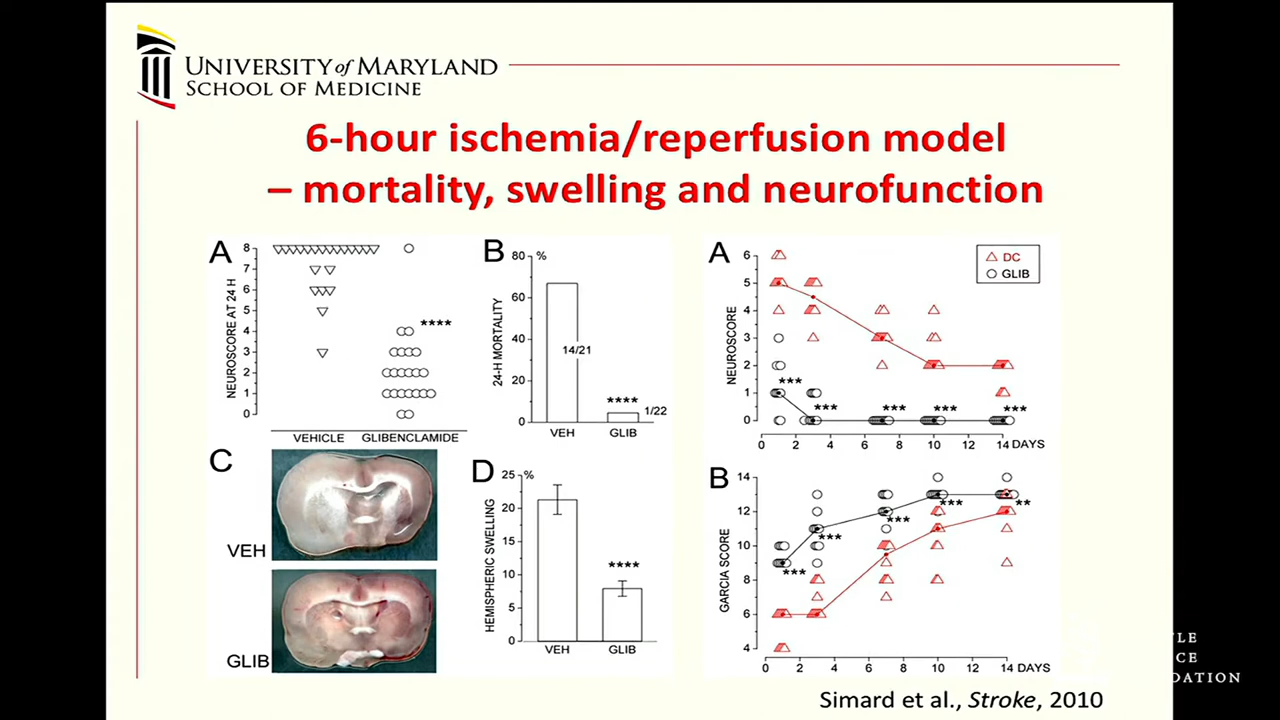 UNIVERSITY of MARYLAND
SCHOOL OF MEDICINE
6-hour ischemia/reperfusion model
– mortality, swelling and neurofunction
A
NEUROSCORE AT 24 H
8
7
6
5
4
3
2
1
0
****
VEHICLE
GLIBENCLAMIDE
B
%
24-H MORTALITY
80
60
40
20
0
14/21
****
1/22
VEH
GLIB
C
VEH
GLIB
D
%
HEMISPHERIC SWELLING
25
20
15
10
5
0
****
VEH
GLIB
A
DC
GLIB
NEUROSCORE
6
5
4
3
2
1
0
***
***
***
***
***
0 2 4 6 8 10 12 14 DAYS
B
GARCIA SCORE
14
12
10
8
6
4
***
***
***
***
**
0 2 4 6 8 10 12 14 DAYS
Simard et al., Stroke, 2010